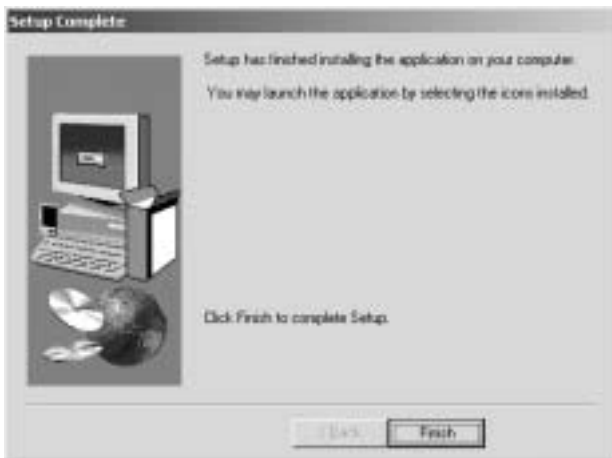 Setup Complete
Setup has finished installing the application on your computer.
You may launch the application by selecting the icons installed.
Click Finish to complete Setup.
< Back
Finish